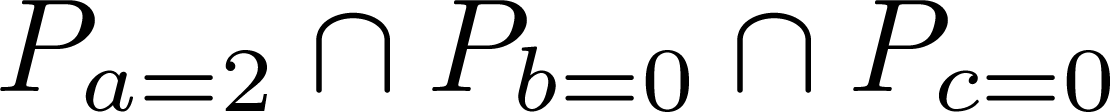 P_{a=2} ∩ P_{b=0} ∩ P_{c=0}